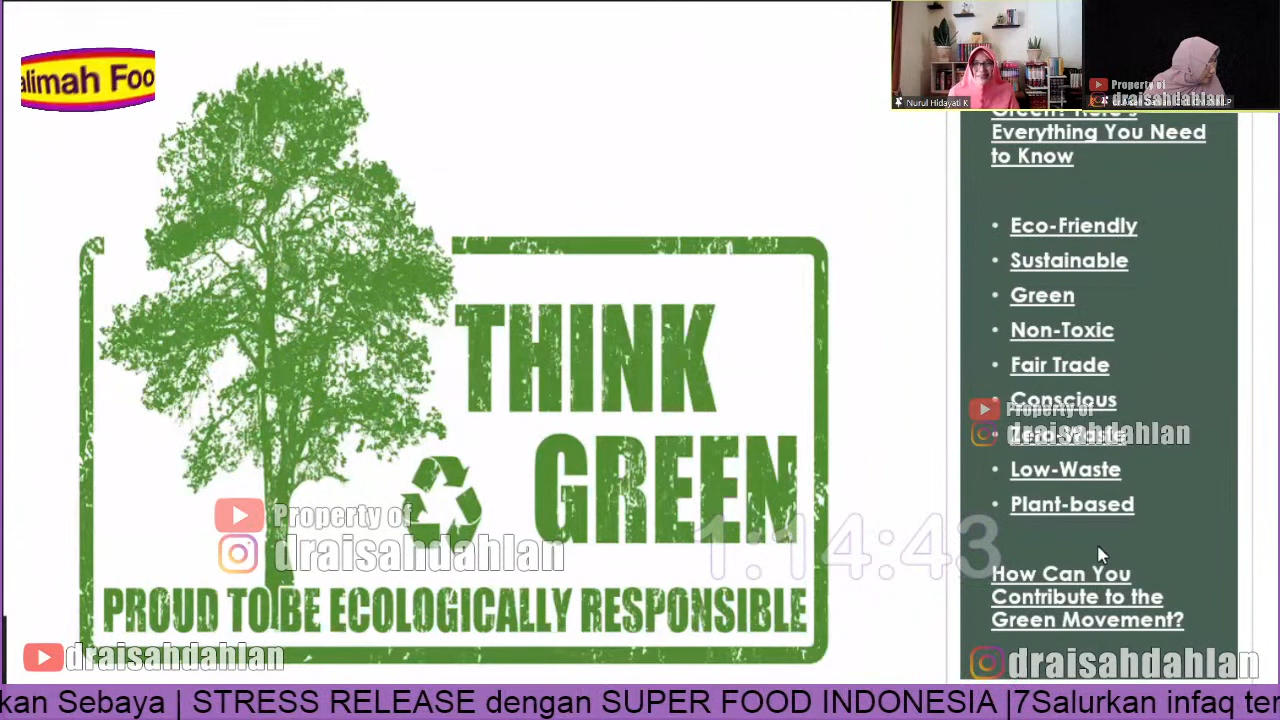 alimah Foo
Nurul Hidayati K
Property of
draisahdahlan
Everything You Need
to Know
• Eco-Friendly
• Sustainable
• Green
• Non-Toxic
• Fair Trade
• Conscious
• Zero Waste
• Low-Waste
• Plant-based
Property of
draisahdahlan
How Can You
Contribute to the
Green Movement?
THINK
GREEN
PROUD TO BE ECOLOGICALLY RESPONSIBLE
Property of
draisahdahlan
1:14:43
draisahdahlan
draisahdahlan
kan Sebaya | STRESS RELEASE dengan SUPER FOOD INDONESIA |7Salurkan infaq ter